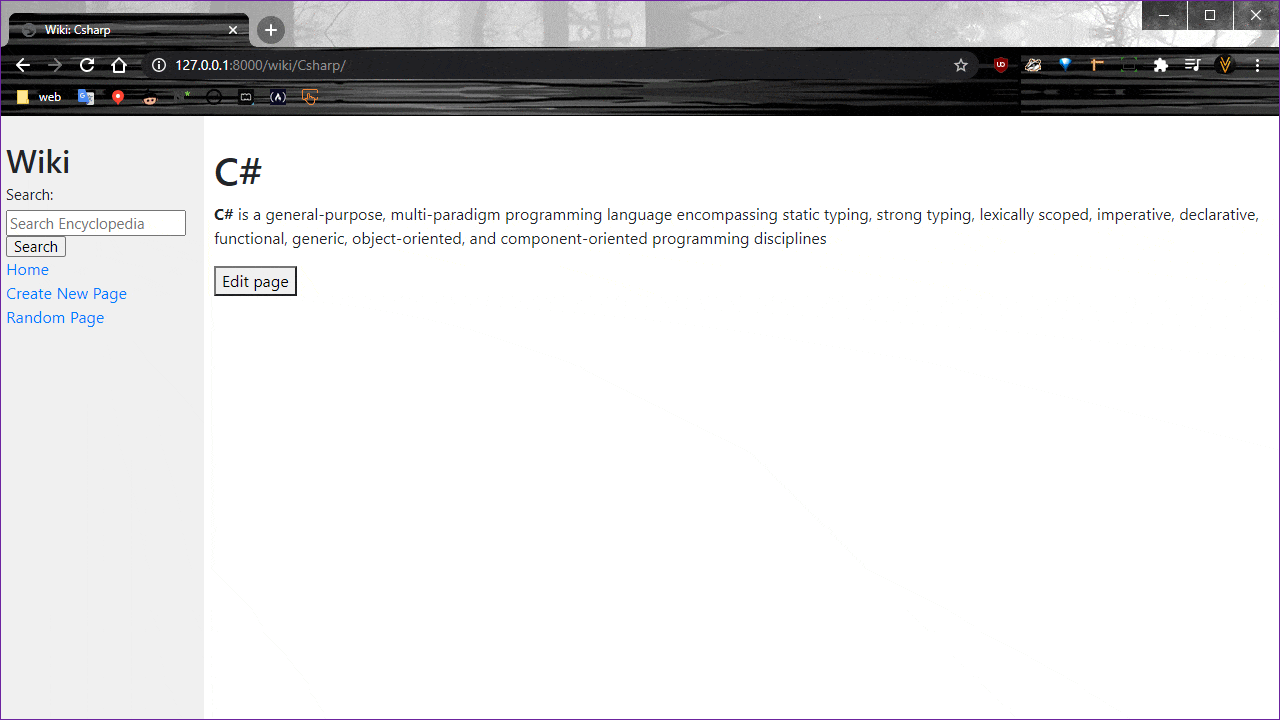 Wiki: Csharp
127.0.0.1:8000/wiki/Csharp/
web
Wiki
Search:
Search Encyclopedia
Search
Home
Create New Page
Random Page
C#
C# is a general-purpose, multi-paradigm programming language encompassing static typing, strong typing, lexically scoped, imperative, declarative,
functional, generic, object-oriented, and component-oriented programming disciplines
Edit page